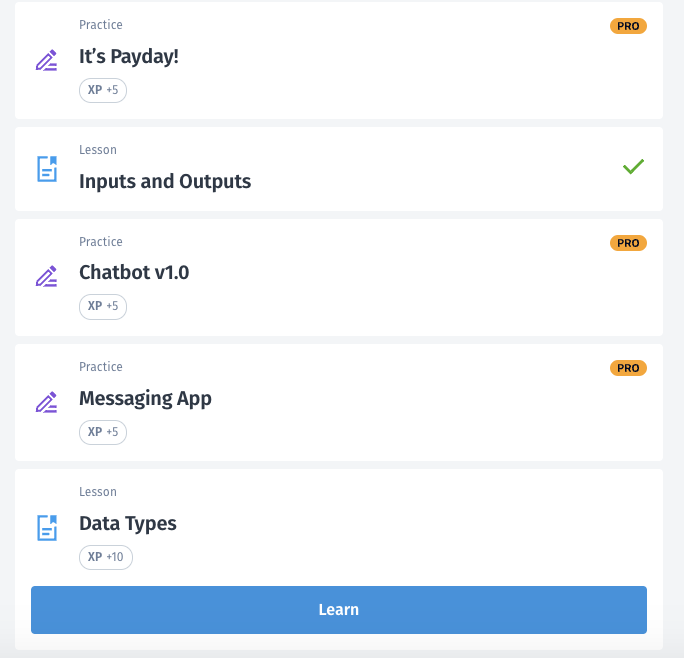 Practice
PRO
It's Payday!
XP +5
Lesson
Inputs and Outputs
Practice
PRO
Chatbot v1.0
XP +5
Practice
PRO
Messaging App
XP +5
Lesson
Data Types
XP +10
Learn